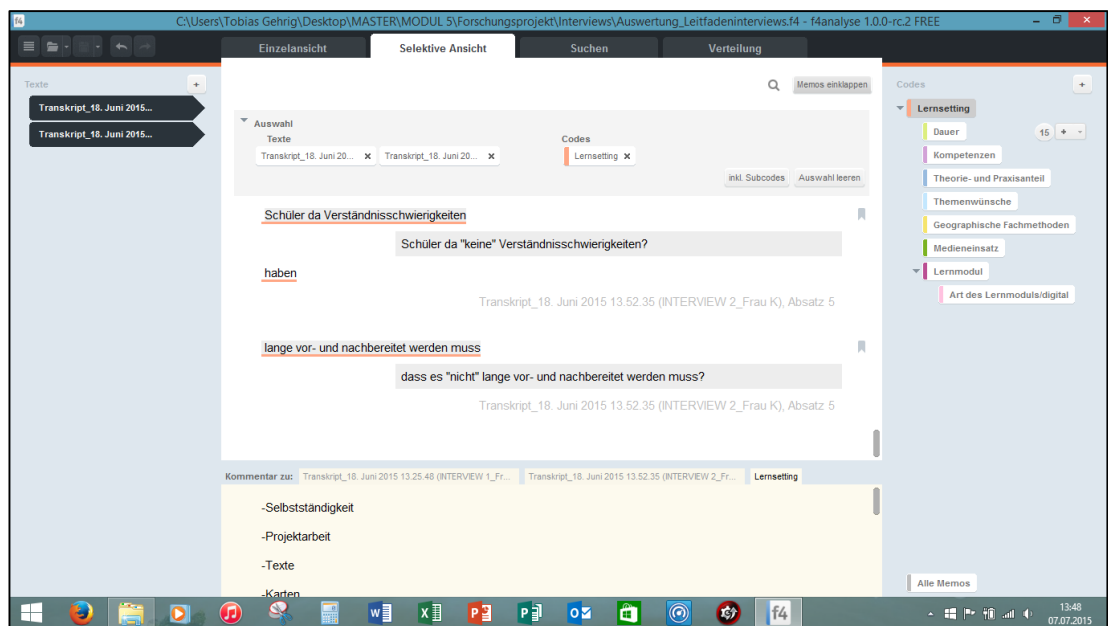 f4 C:\Users\Tobias Gehrig\Desktop\MASTER\MODUL 5\Forschungsprojekt\Interviews\Auswertung_Leitfadeninterviews.f4 - f4analyse 1.0.0-rc.2 FREE
Einzelansicht Selektive Ansicht Suchen Verteilung
Texte
Transkript_18. Juni 2015...
Transkript_18. Juni 2015...
Memos einklappen
Auswahl
Texte Codes
Transkript_18. Juni 20... x Transkript_18. Juni 20... x Lernsetting x
inkl. Subcodes Auswahl leeren
Schüler da Verständnisschwierigkeiten
Schüler da "keine" Verständnisschwierigkeiten?
haben
Transkript_18. Juni 2015 13.52.35 (INTERVIEW 2_Frau K), Absatz 5
lange vor- und nachbereitet werden muss
dass es "nicht" lange vor- und nachbereitet werden muss?
Transkript_18. Juni 2015 13.52.35 (INTERVIEW 2_Frau K), Absatz 5
Kommentar zu: Transkript_18. Juni 2015 13.25.48 (INTERVIEW 1_Fr... Transkript_18. Juni 2015 13.52.35 (INTERVIEW 2_Fr... Lernsetting
-Selbstständigkeit
-Projektarbeit
-Texte
-Karten
Codes
Lernsetting
Dauer 15
Kompetenzen
Theorie- und Praxisanteil
Themenwünsche
Geographische Fachmethoden
Medieneinsatz
Lernmodul
Art des Lernmoduls/digital
Alle Memos
f4
13:48
07.07.2015